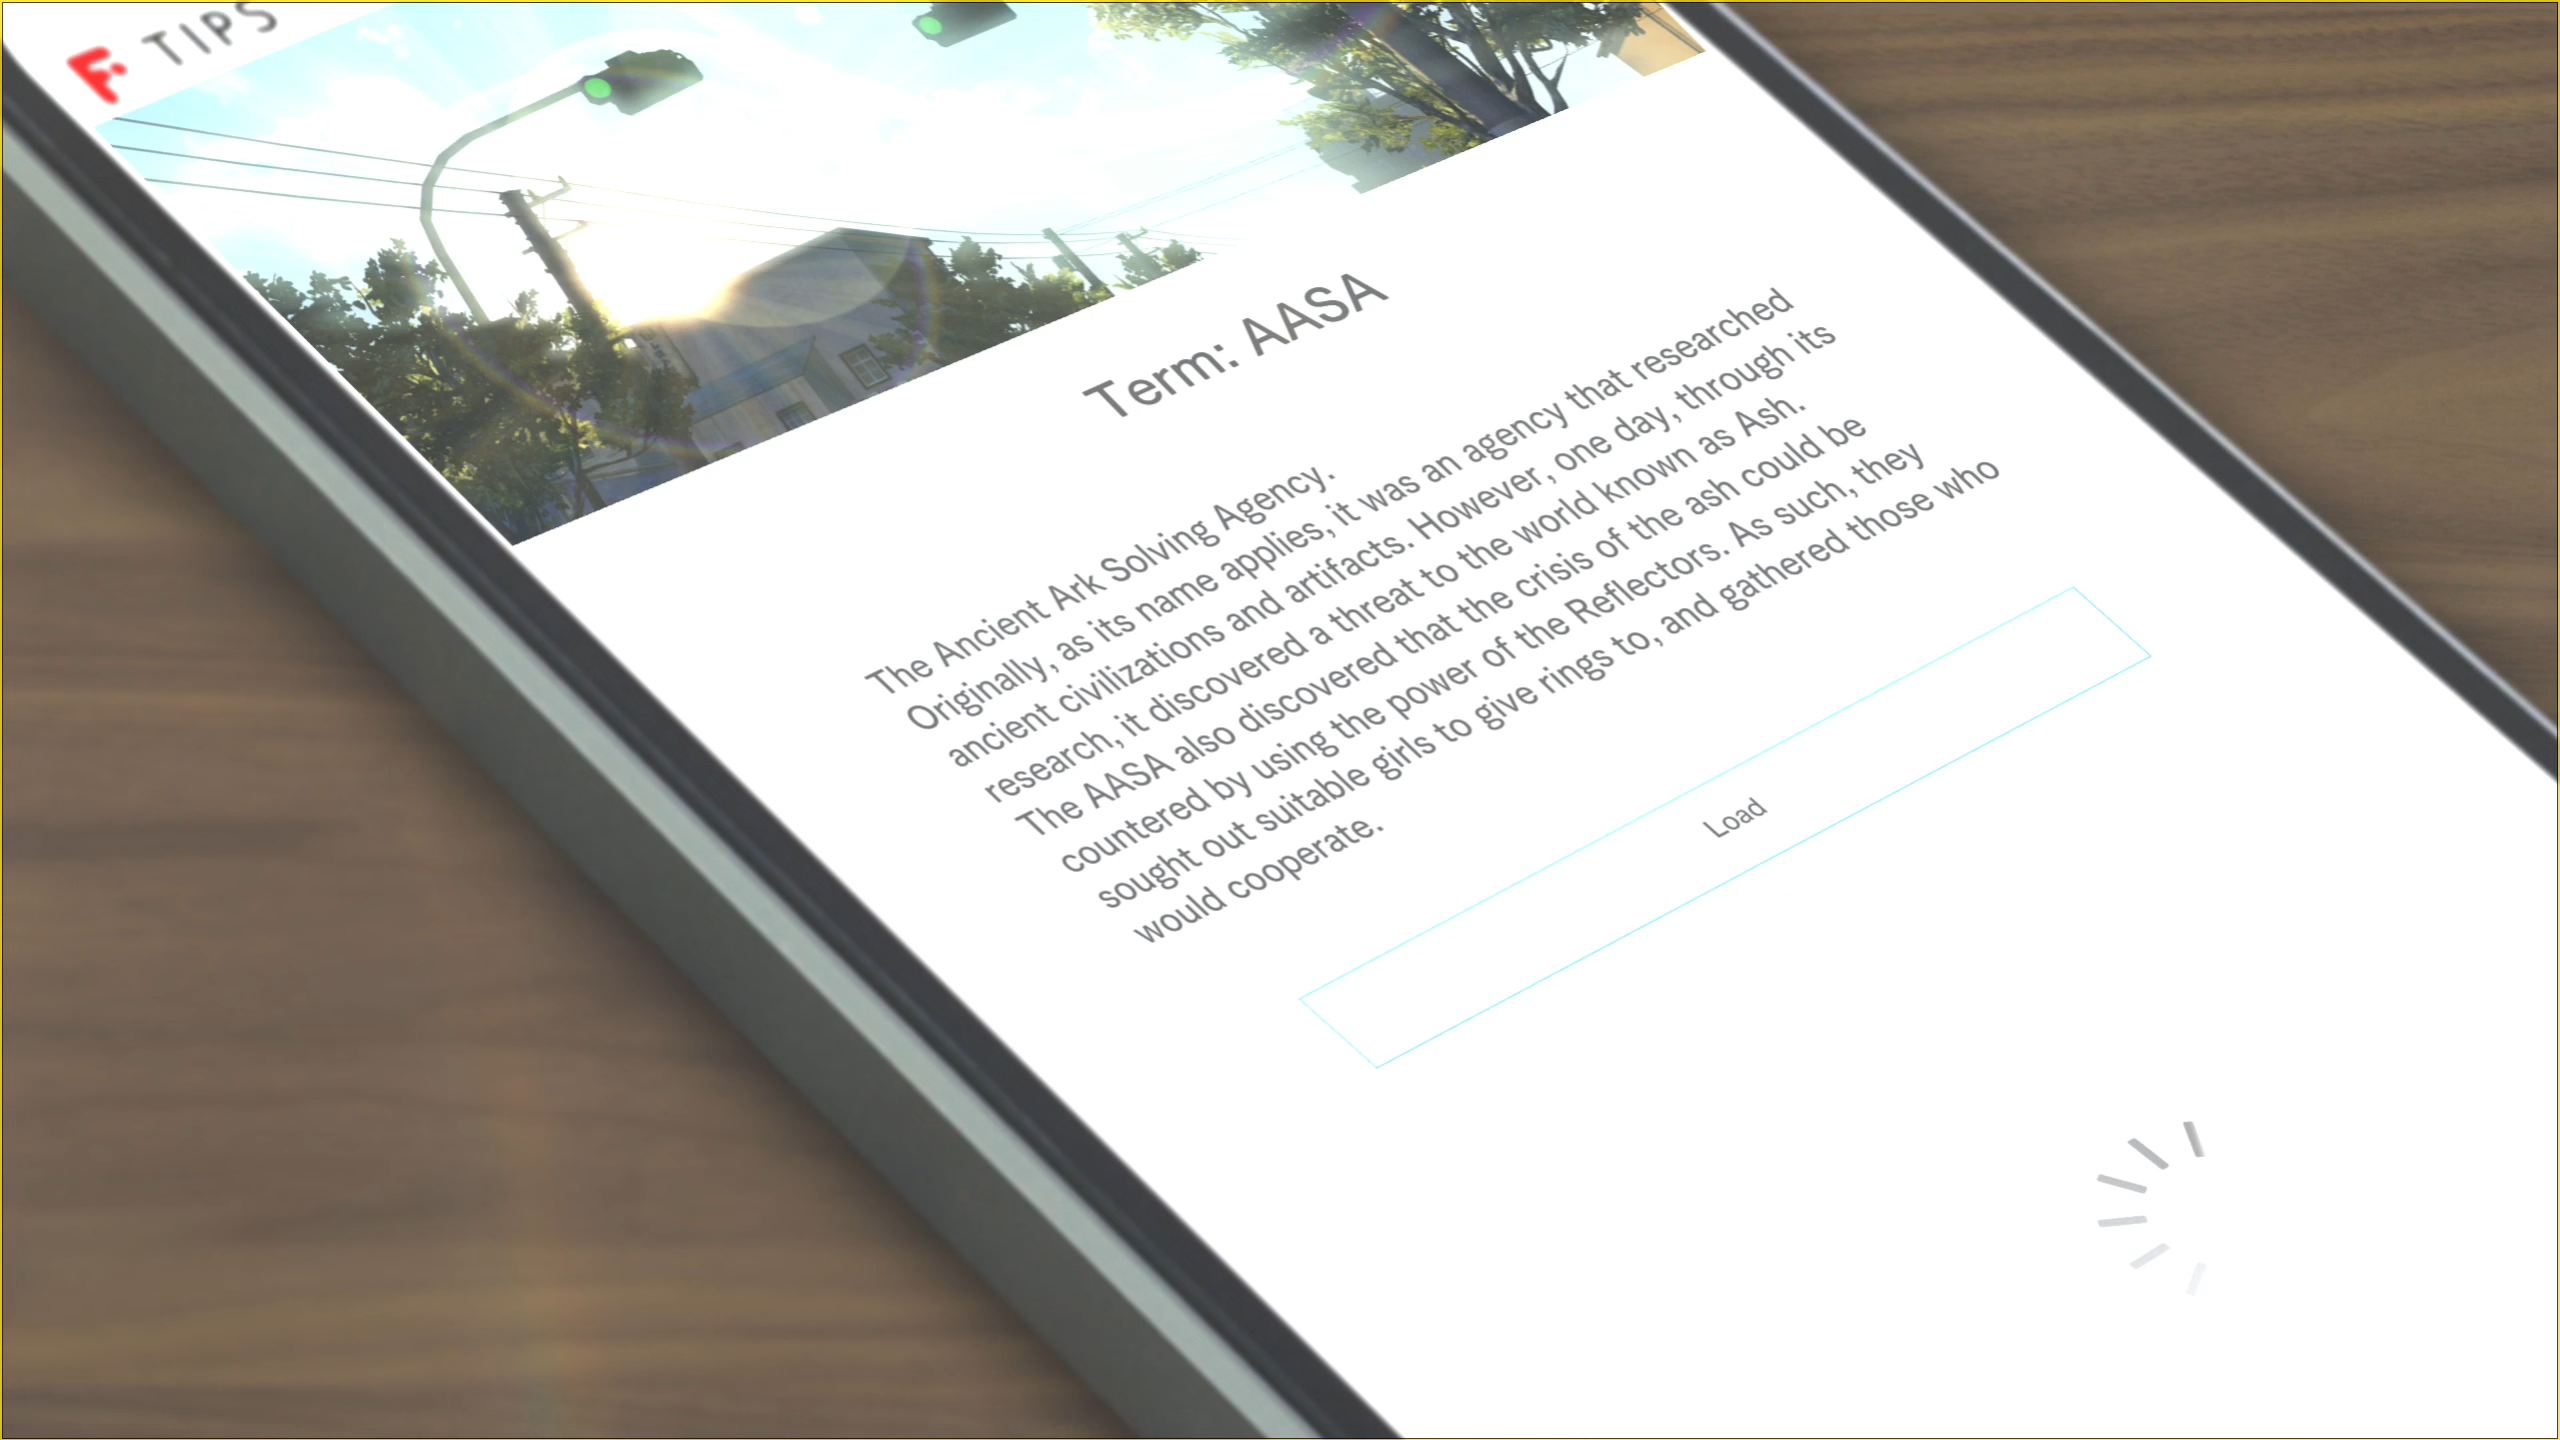 TIPS
Term: AASA
The Ancient Ark Solving Agency.
Originally, as its name applies, it was an agency that researched
ancient civilizations and artifacts. However, one day, through its
research, it discovered a threat to the world known as Ash.
The AASA also discovered that the crisis of the ash could be
countered by using the power of the Reflectors. As such, they
sought out suitable girls to give rings to, and gathered those who
would cooperate.
Load